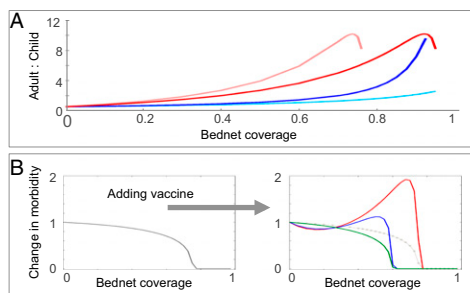 A
12
8
4
0
Adult : Child
0 0.2 0.4 0.6 0.8 1
Bednet coverage
B
2
1
0
Change in morbidity
Adding vaccine
0 1
Bednet coverage
2
1
0
0 1
Bednet coverage